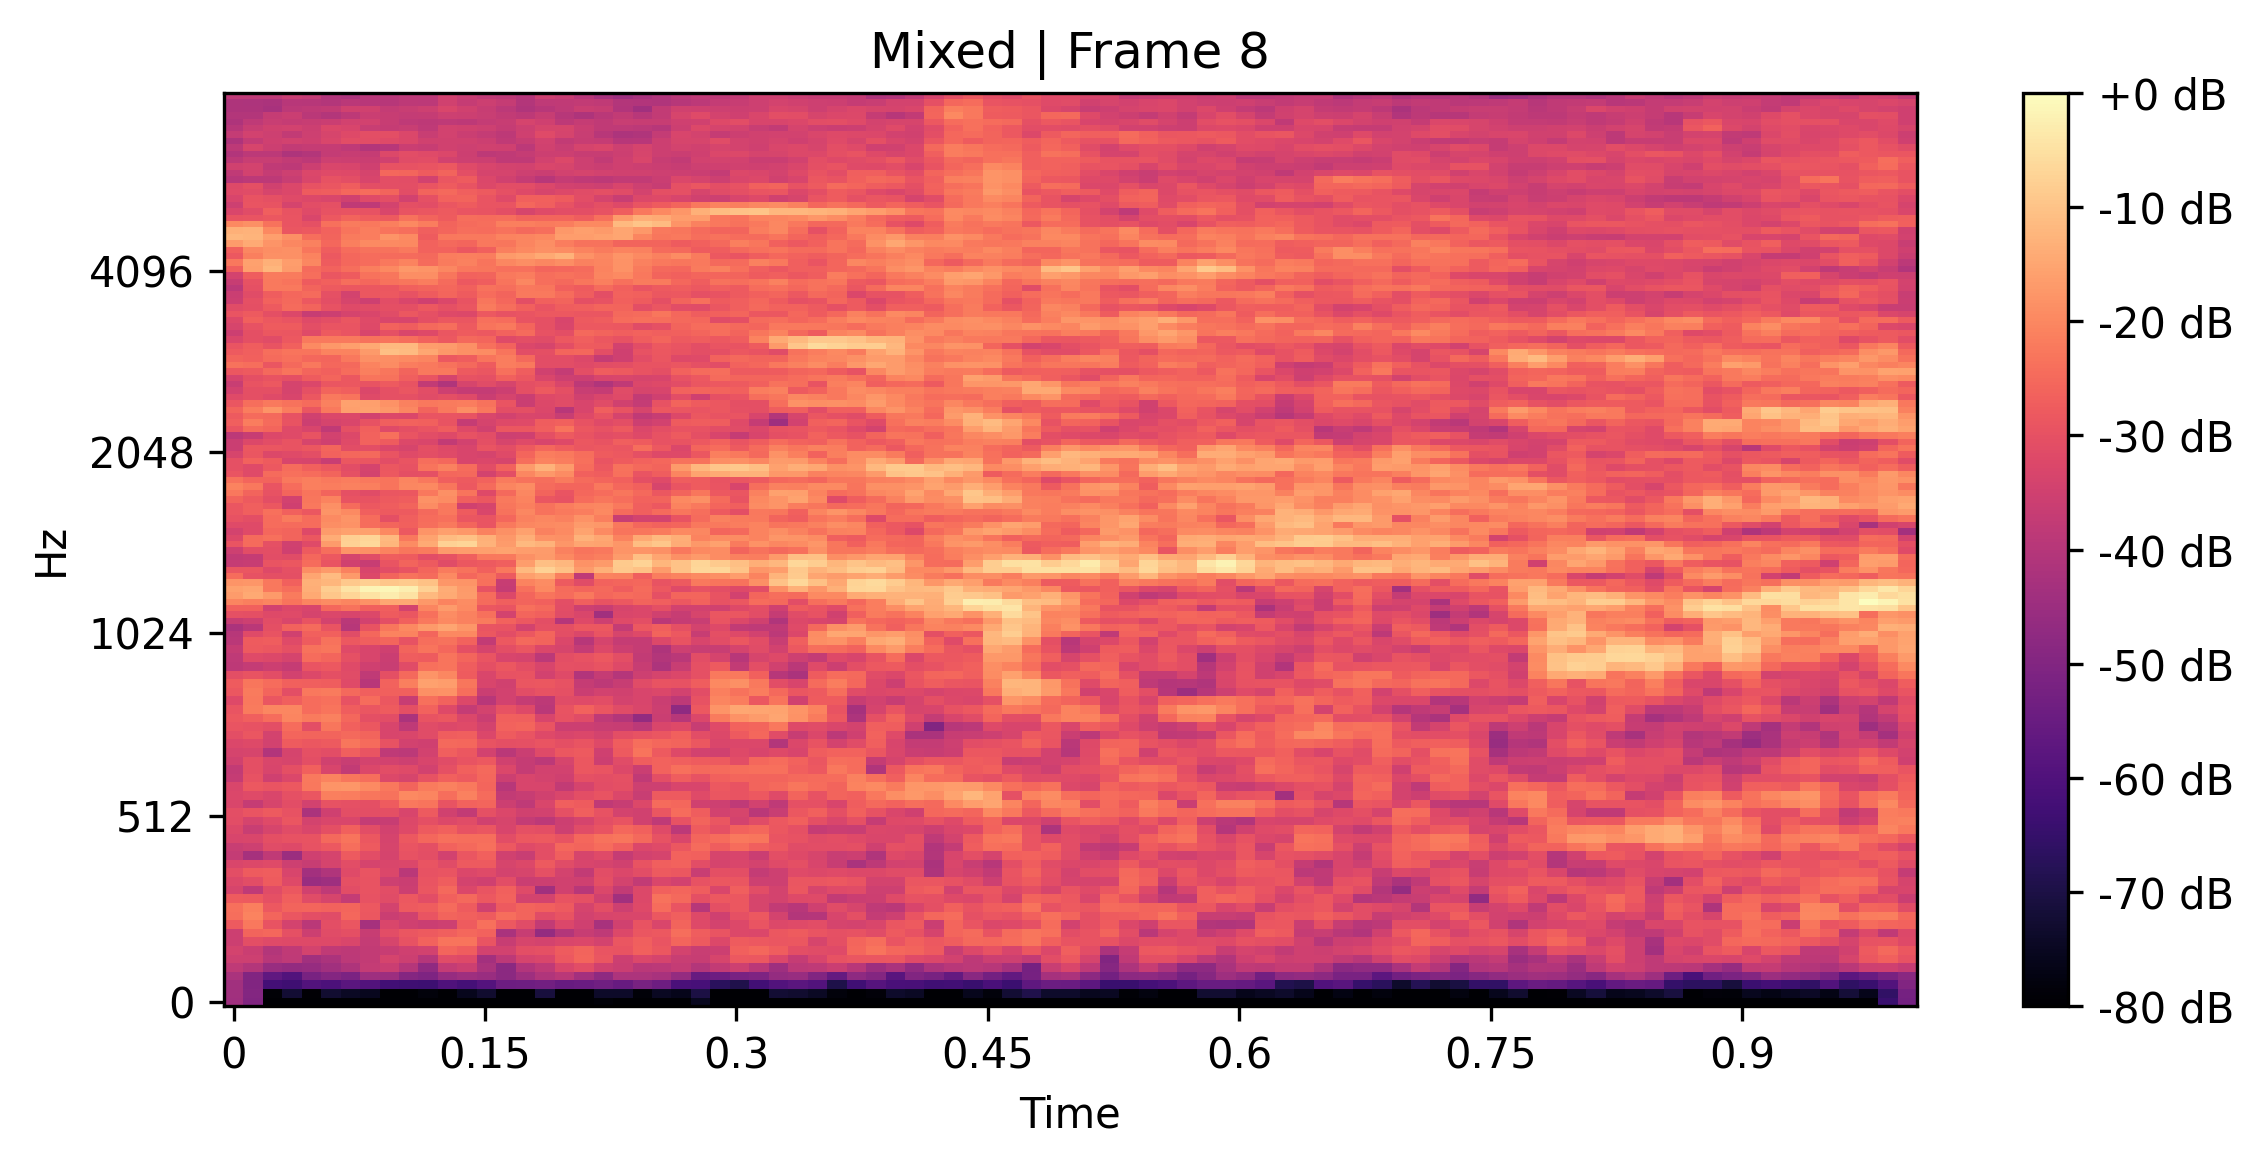 Mixed | Frame 8
+0 dB
-10 dB
-20 dB
-30 dB
-40 dB
-50 dB
-60 dB
-70 dB
-80 dB
Hz
4096
2048
1024
512
0
0 0.15 0.3 0.45 0.6 0.75 0.9
Time